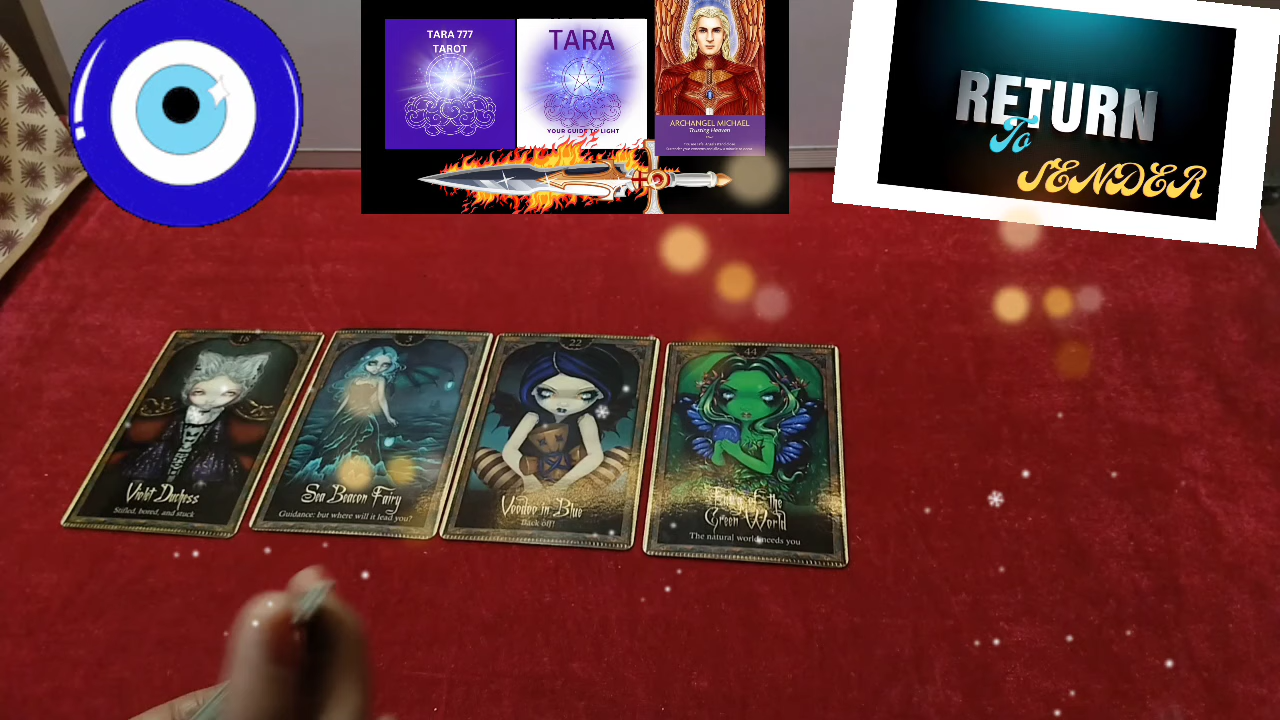 TARA 777
TAROT
TARA
YOUR GUIDE TO LIGHT
ARCHANGEL MICHAEL
Trusting Heaven
RETURN
To
SENDER
18
Violet Duchess
Stifled, bored, and stuck
3
Sea Beacon Fairy
Guidance: but where will it lead you?
22
Voodoo in Blue
Back off!
44
Fairy of the
Green World
The natural world needs you